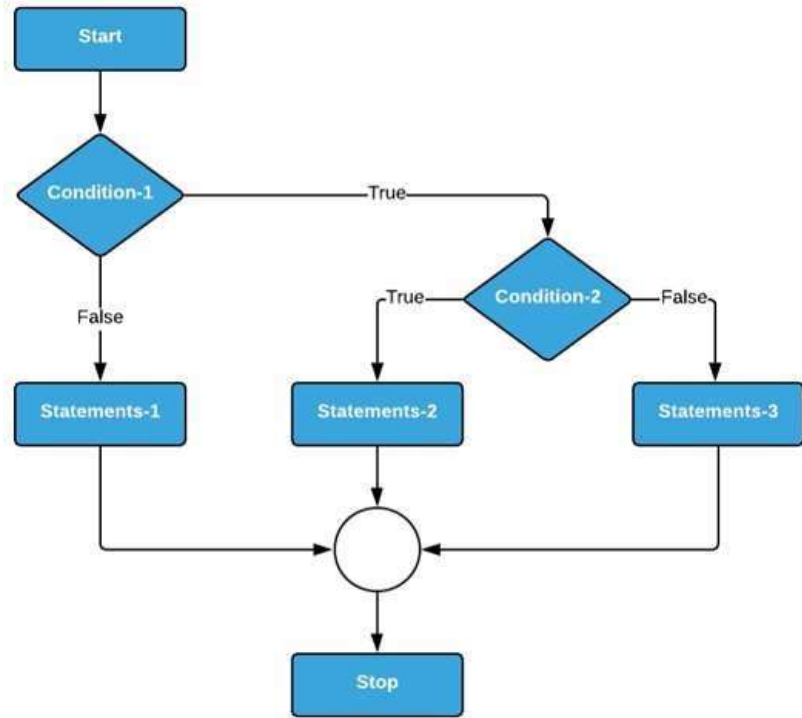 Start
Condition-1
True
Condition-2
True
False
False
Statements-1
Statements-2
Statements-3
Stop